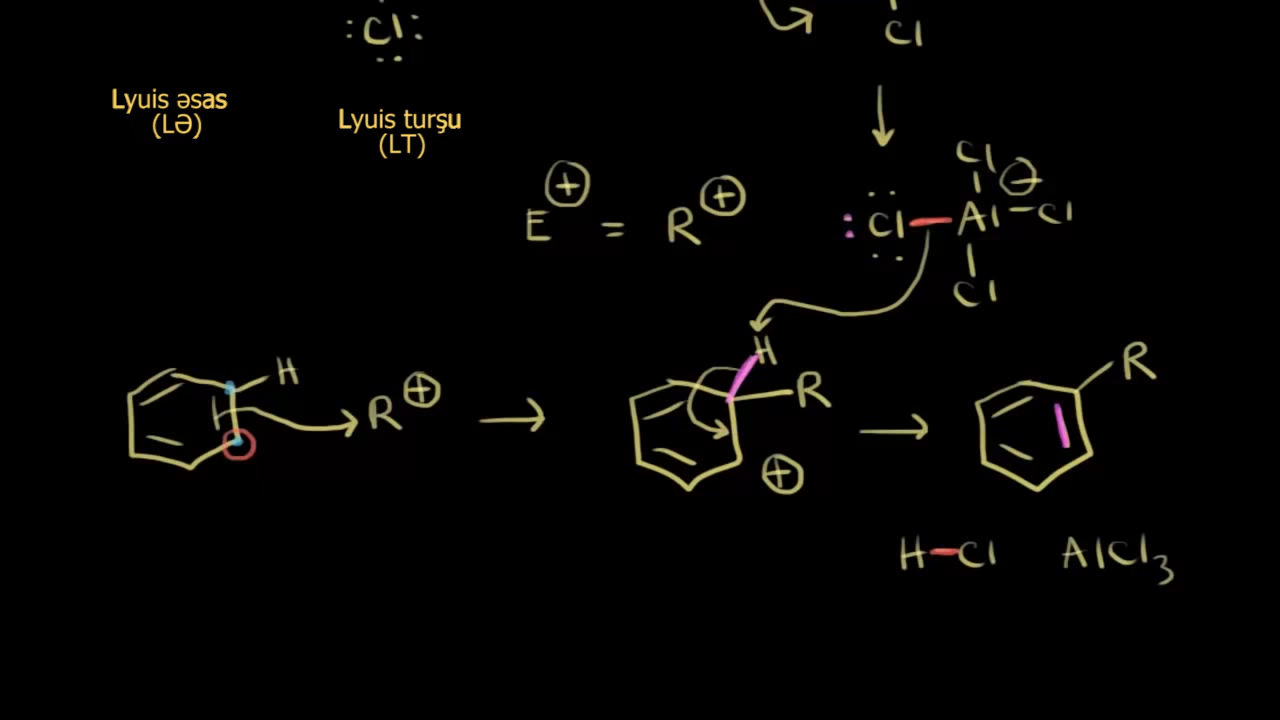 :Cl:
Cl
Lyuis əsas
(LƏ)
Lyuis turşu
(LT)
E⊕ = R⊕
:Cl—Al—Cl
Cl
⊖
Cl
H
R⊕
H
R
⊕
R
H—Cl
AlCl₃